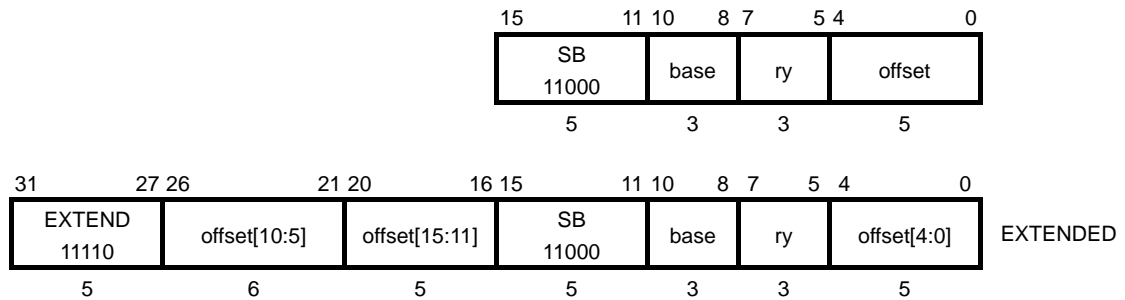 15 11 10 8 7 5 4 0
SB base ry offset
11000
5 3 3 5
31 27 26 21 20 16 15 11 10 8 7 5 4 0
EXTEND offset[10:5] offset[15:11] SB base ry offset[4:0] EXTENDED
11110 11000
5 6 5 5 3 3 5